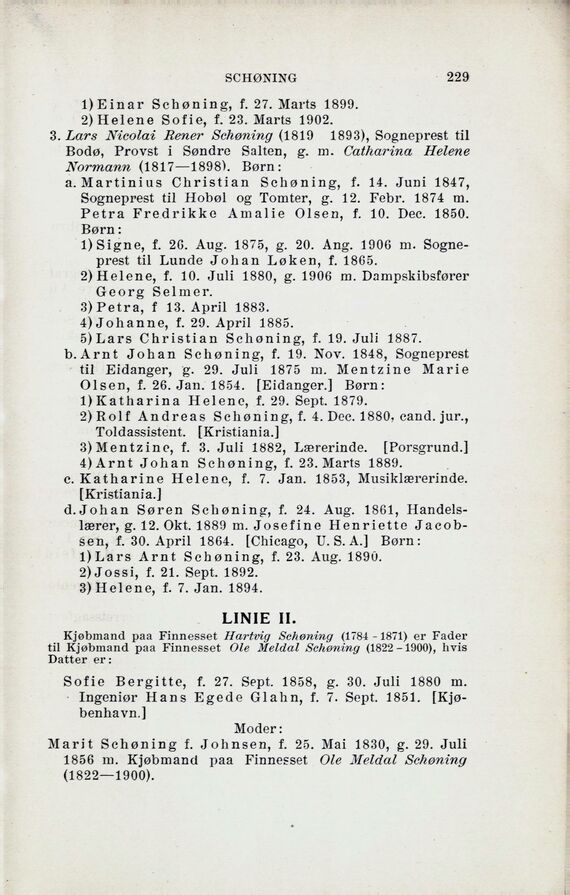 SCHØNING 229
1) Einar Schøning, f. 27. Marts 1899.
2) Helene Sofie, f. 23. Marts 1902.
3. Lars Nicolai Rener Schøning (1819 1893), Sogneprest til
Bodø, Provst i Søndre Salten, g. m. Catharina Helene
Normann (1817—1898). Børn:
a. Martinius Christian Schøning, f. 14. Juni 1847,
Sogneprest til Hobøl og Tomter, g. 12. Febr. 1874 m.
Petra Fredrikke Amalie Olsen, f. 10. Dec. 1850.
Børn:
1) Signe, f. 26. Aug. 1875, g. 20. Ang. 1906 m. Sogne-
prest til Lunde Johan Løken, f. 1865.
2) Helene, f. 10. Juli 1880, g. 1906 m. Dampskibsfører
Georg Selmer.
3) Petra, f 13. April 1883.
4) Johanne, f. 29. April 1885.
5) Lars Christian Schøning, f. 19. Juli 1887.
b. Arnt Johan Schøning, f. 19. Nov. 1848, Sogneprest
til Eidanger, g. 29. Juli 1875 m. Mentzine Marie
Olsen, f. 26. Jan. 1854. [Eidanger.] Børn:
1) Katharina Helene, f. 29. Sept. 1879.
2) Rolf Andreas Schøning, f. 4. Dec. 1880, cand. jur.,
Toldassistent. [Kristiania.]
3) Mentzine, f. 3. Juli 1882, Lærerinde. [Porsgrund.]
4) Arnt Johan Schøning, f. 23. Marts 1889.
c. Katharine Helene, f. 7. Jan. 1853, Musiklærerinde.
[Kristiania.]
d. Johan Søren Schøning, f. 24. Aug. 1861, Handels-
lærer, g. 12. Okt. 1889 m. Josefine Henriette Jacob-
sen, f. 30. April 1864. [Chicago, U. S. A.] Børn:
1) Lars Arnt Schøning, f. 23. Aug. 1890.
2) Jossi, f. 21. Sept. 1892.
3) Helene, f. 7. Jan. 1894.
LINIE II.
Kjøbmand paa Finnesset Hartvig Schøning (1784 - 1871) er Fader
til Kjøbmand paa Finnesset Ole Meldal Schøning (1822 - 1900), hvis
Datter er:
Sofie Bergitte, f. 27. Sept. 1858, g. 30. Juli 1880 m.
Ingeniør Hans Egede Glahn, f. 7. Sept. 1851. [Kjø-
benhavn.]
Moder:
Marit Schøning f. Johnsen, f. 25. Mai 1830, g. 29. Juli
1856 m. Kjøbmand paa Finnesset Ole Meldal Schøning
(1822—1900).